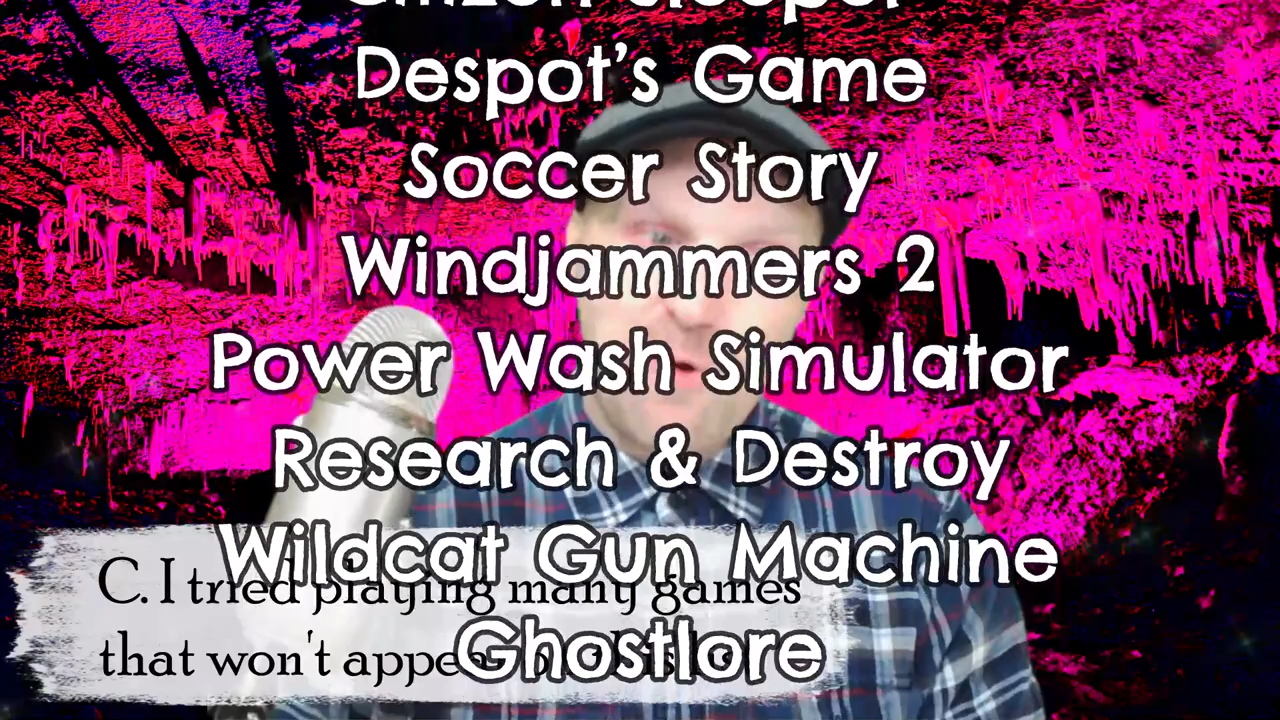 Despot's Game
Soccer Story
Windjammers 2
Power Wash Simulator
Research & Destroy
Wildcat Gun Machine
Ghostlore
C. I tried playing many games
that won't